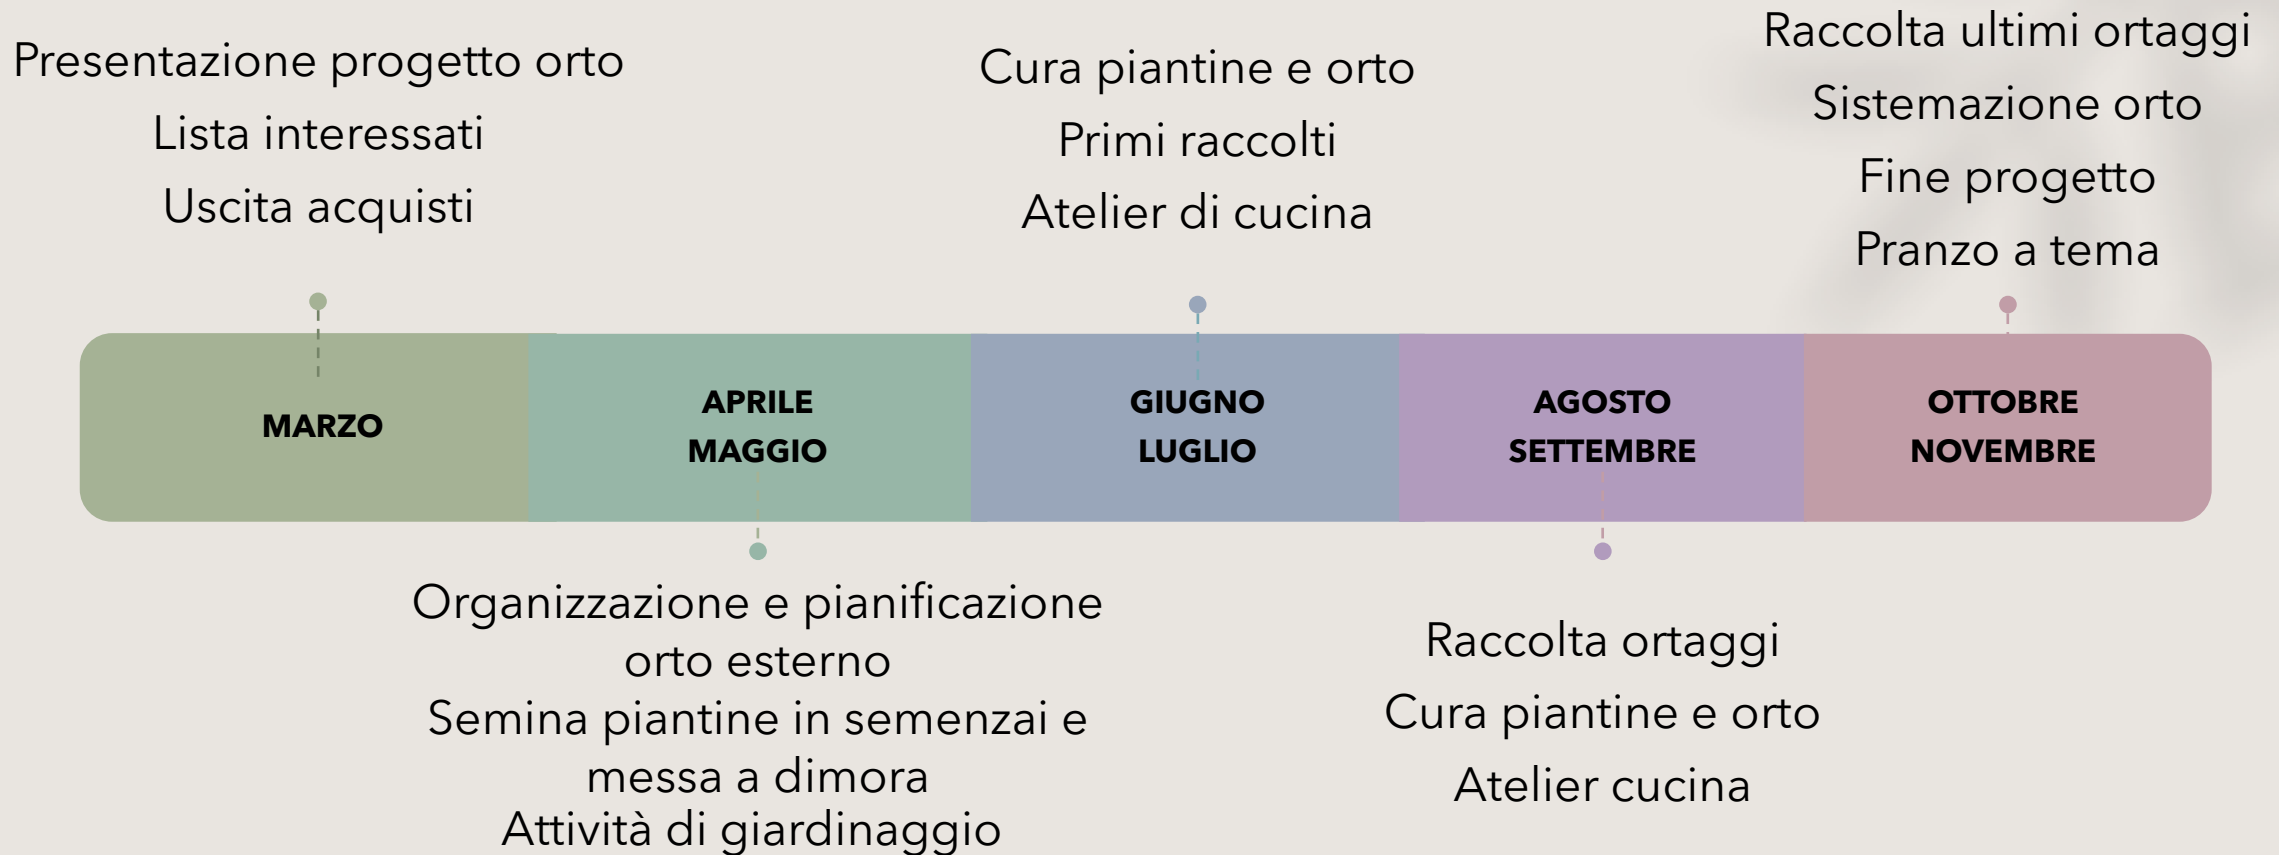 Presentazione progetto orto
Lista interessati
Uscita acquisti
Cura piantine e orto
Primi raccolti
Atelier di cucina
Raccolta ultimi ortaggi
Sistemazione orto
Fine progetto
Pranzo a tema
MARZO
APRILE
MAGGIO
GIUGNO
LUGLIO
AGOSTO
SETTEMBRE
OTTOBRE
NOVEMBRE
Organizzazione e pianificazione
orto esterno
Semina piantine in semenzai e
messa a dimora
Attività di giardinaggio
Raccolta ortaggi
Cura piantine e orto
Atelier cucina